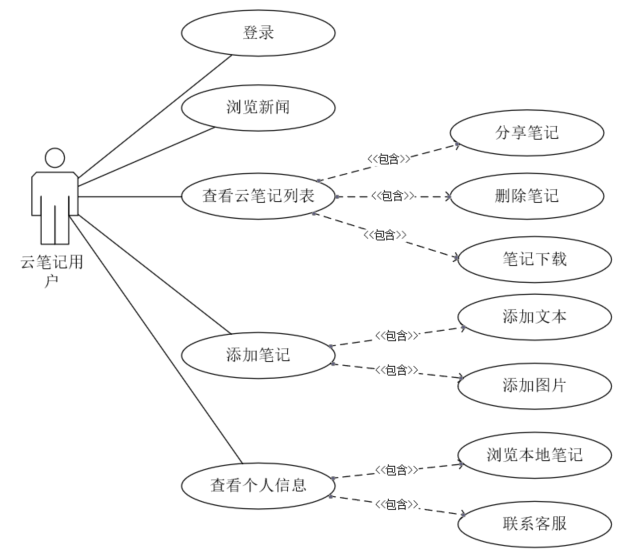 登录
浏览新闻
分享笔记
<<包含>>
查看云笔记列表
<<包含>>
删除笔记
<<包含>>
笔记下载
云笔记用
户
添加文本
<<包含>>
添加笔记
<<包含>>
添加图片
浏览本地笔记
<<包含>>
查看个人信息
<<包含>>
联系客服